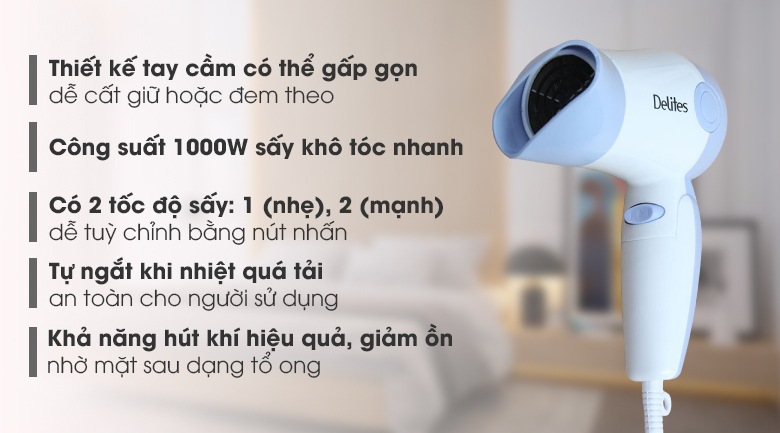 Thiết kế tay cầm có thể gấp gọn
dễ cất giữ hoặc đem theo
Công suất 1000W sấy khô tóc nhanh
Có 2 tốc độ sấy: 1 (nhẹ), 2 (mạnh)
dễ tuỳ chỉnh bằng nút nhấn
Tự ngắt khi nhiệt quá tải
an toàn cho người sử dụng
Khả năng hút khí hiệu quả, giảm ồn
nhờ mặt sau dạng tổ ong
Delites